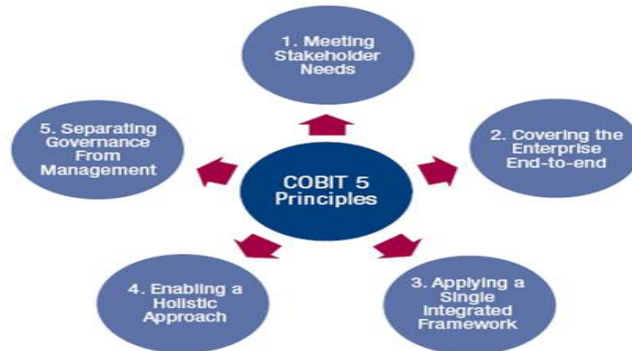 1. Meeting
Stakeholder
Needs
5. Separating
Governance
From
Management
2. Covering the
Enterprise
End-to-end
COBIT 5
Principles
4. Enabling a
Holistic
Approach
3. Applying a
Single
Integrated
Framework